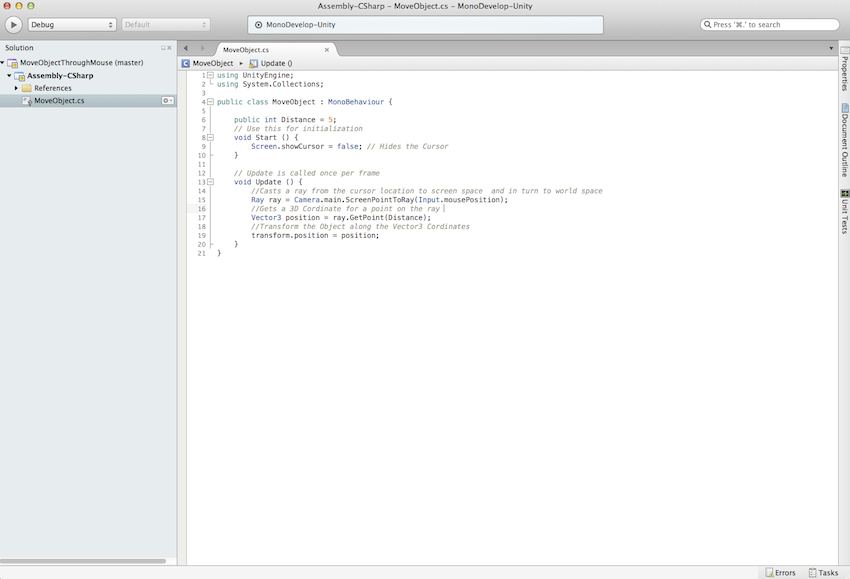 Assembly-CSharp – MoveObject.cs – MonoDevelop-Unity
Debug
Default
MonoDevelop-Unity
Press '⌘.' to search
Solution
MoveObjectThroughMouse (master)
Assembly-CSharp
References
MoveObject.cs
MoveObject.cs
MoveObject
Update ()
1 using UnityEngine;
2 using System.Collections;
3
4 public class MoveObject : MonoBehaviour {
5
6 public int Distance = 5;
7 // Use this for initialization
8 void Start () {
9 Screen.showCursor = false; // Hides the Cursor
10 }
11
12 // Update is called once per frame
13 void Update () {
14 //Casts a ray from the cursor location to screen space  and in turn to world space
15 Ray ray = Camera.main.ScreenPointToRay(Input.mousePosition);
16 //Gets a 3D Cordinate for a point on the ray
17 Vector3 position = ray.GetPoint(Distance);
18 //Transform the Object along the Vector3 Cordinates
19 transform.position = position;
20 }
21 }
Properties
Document Outline
Unit Tests
Errors
Tasks